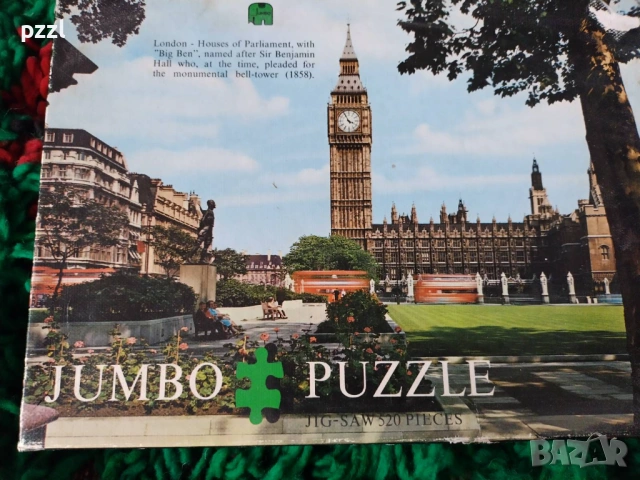 pzzl
London - Houses of Parliament, with
"Big Ben", named after Sir Benjamin
Hall who, at the time, pleaded for
the monumental bell-tower (1858).
JUMBO PUZZLE
JIG-SAW 520 PIECES
BAZAR